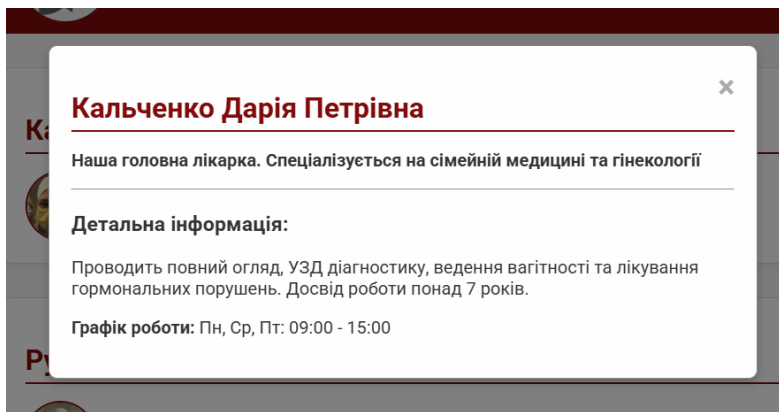 Ка
×
Кальченко Дарія Петрівна
Наша головна лікарка. Спеціалізується на сімейній медицині та гінекології
Детальна інформація:
Проводить повний огляд, УЗД діагностику, ведення вагітності та лікування
гормональних порушень. Досвід роботи понад 7 років.
Графік роботи: Пн, Ср, Пт: 09:00 - 15:00
Ру